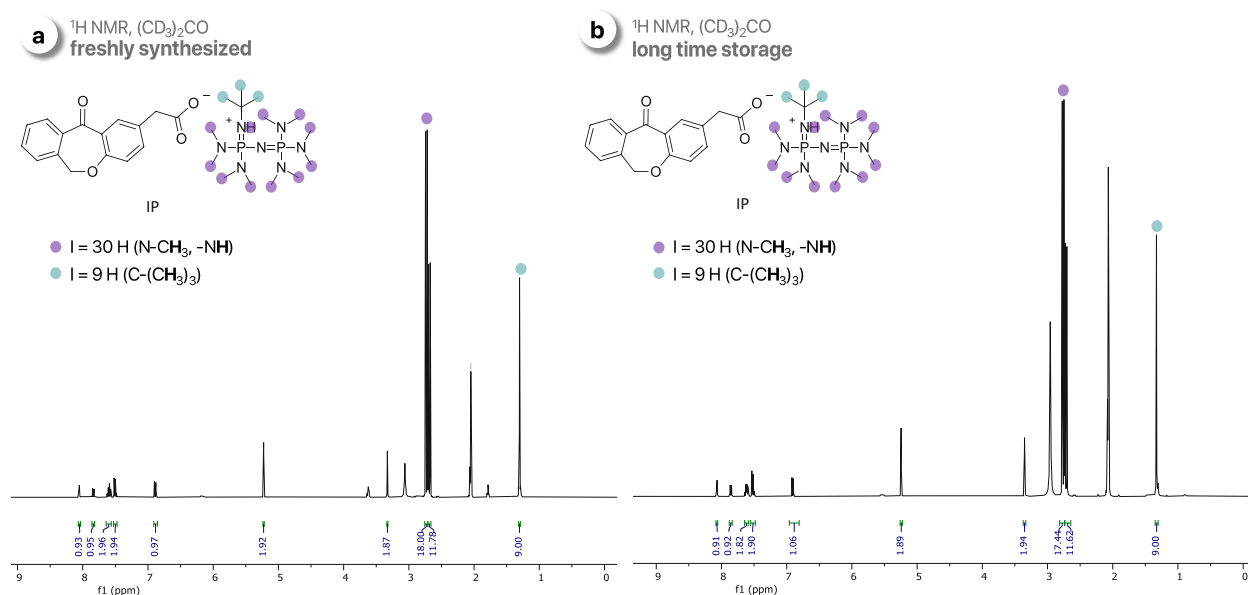 a
¹H NMR, (CD₃)₂CO
freshly synthesized
O
O
−
O
O
+
NH
N
N
P
N=P
N
N
N
IP
I = 30 H (N-CH₃, -NH)
I = 9 H (C-(CH₃)₃)
0.93
0.95
1.96
1.94
0.97
1.92
1.87
18.00
11.78
9.00
9 8 7 6 5 4 3 2 1 0
f1 (ppm)
b
¹H NMR, (CD₃)₂CO
long time storage
O
O
−
O
O
+
NH
N
N
P
N=P
N
N
N
IP
I = 30 H (N-CH₃, -NH)
I = 9 H (C-(CH₃)₃)
0.91
0.92
1.82
1.90
1.06
1.89
1.94
17.44
11.62
9.00
9 8 7 6 5 4 3 2 1 0
f1 (ppm)